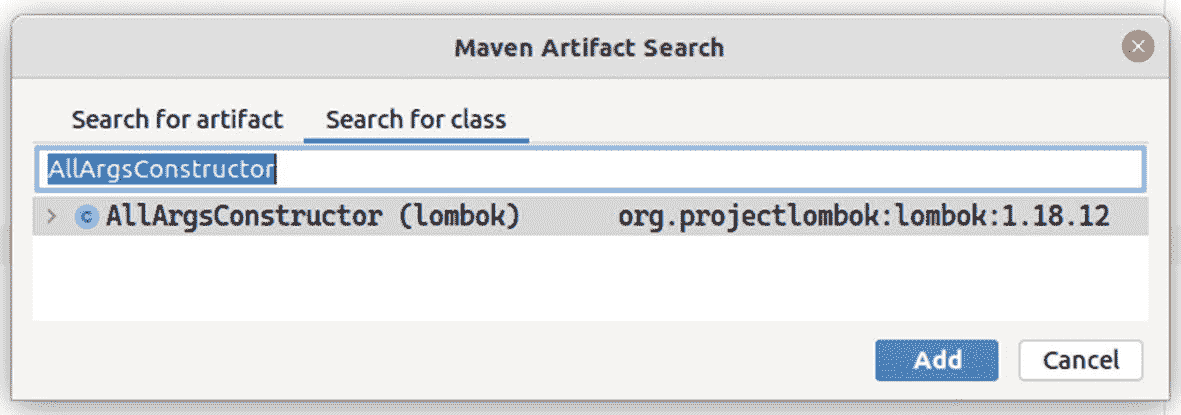 Maven Artifact Search
Search for artifact Search for class
AllArgsConstructor
c AllArgsConstructor (lombok) org.projectlombok:lombok:1.18.12
Add Cancel